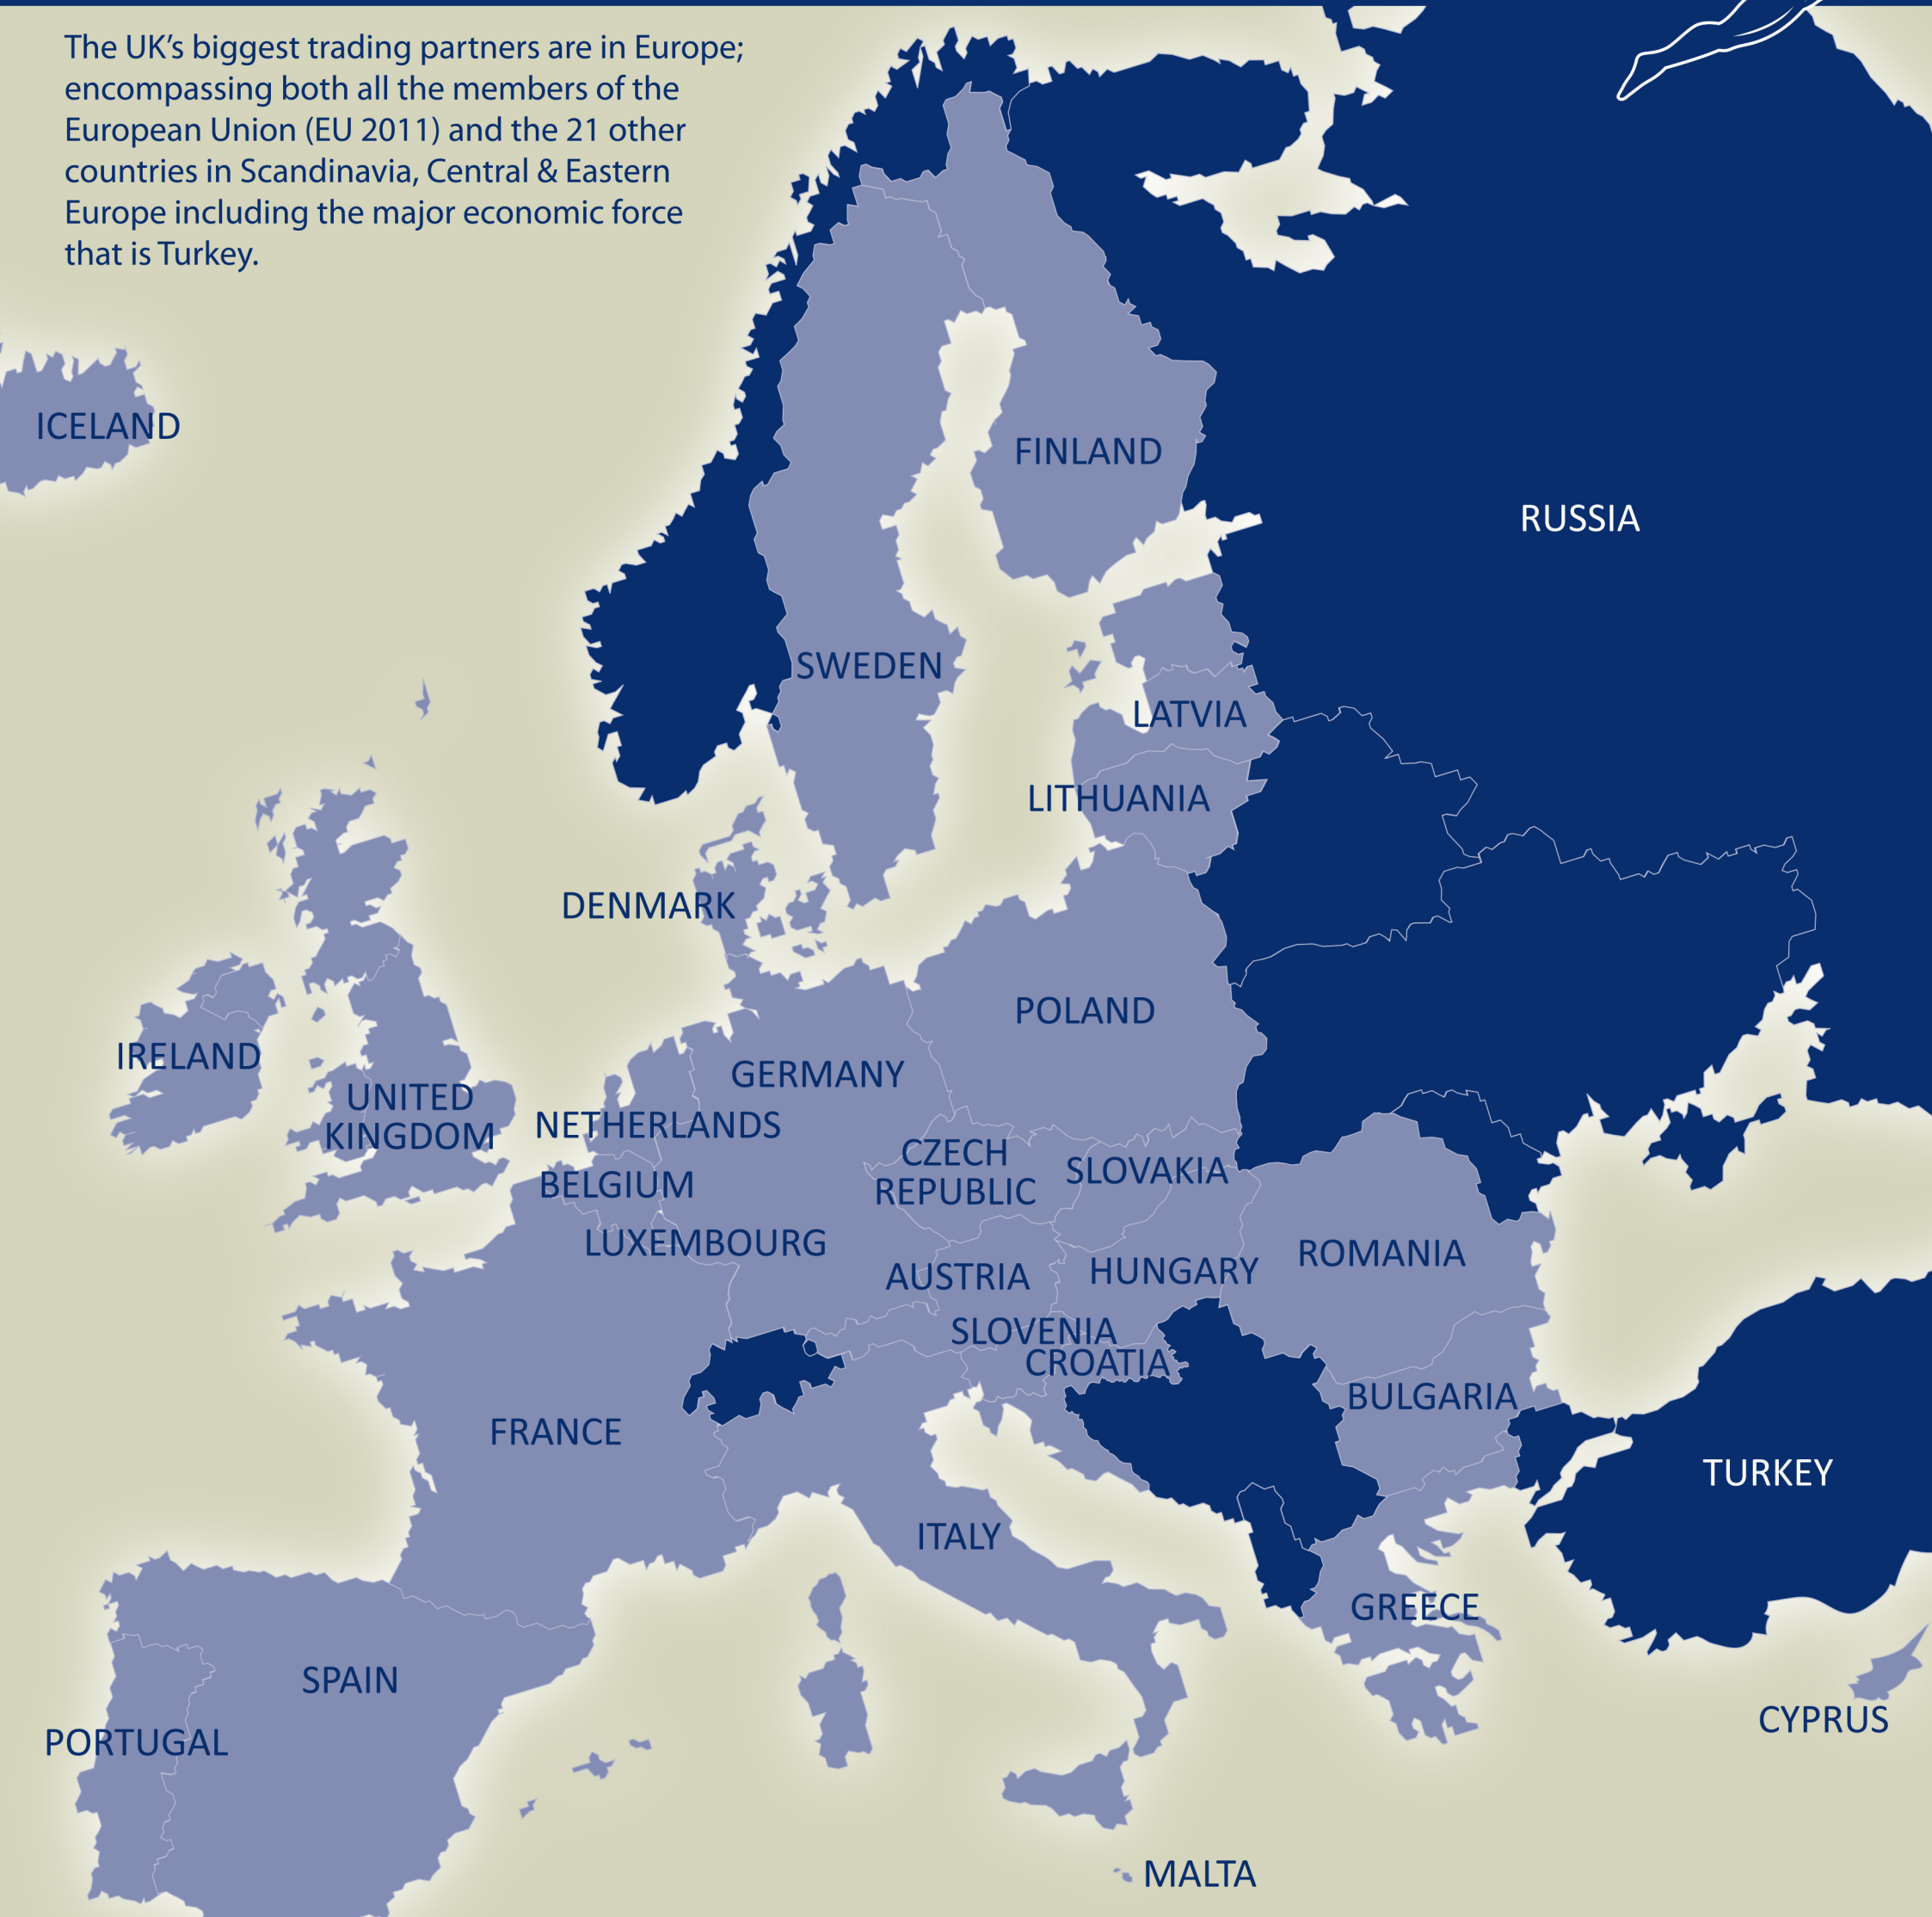 The UK's biggest trading partners are in Europe;
encompassing both all the members of the
European Union (EU 2011) and the 21 other
countries in Scandinavia, Central & Eastern
Europe including the major economic force
that is Turkey.
ICELAND
FINLAND
RUSSIA
SWEDEN
LATVIA
LITHUANIA
DENMARK
POLAND
IRELAND
GERMANY
UNITED
KINGDOM
NETHERLANDS
CZECH
REPUBLIC
SLOVAKIA
BELGIUM
LUXEMBOURG
ROMANIA
AUSTRIA
HUNGARY
SLOVENIA
CROATIA
BULGARIA
FRANCE
TURKEY
ITALY
GREECE
SPAIN
CYPRUS
PORTUGAL
MALTA